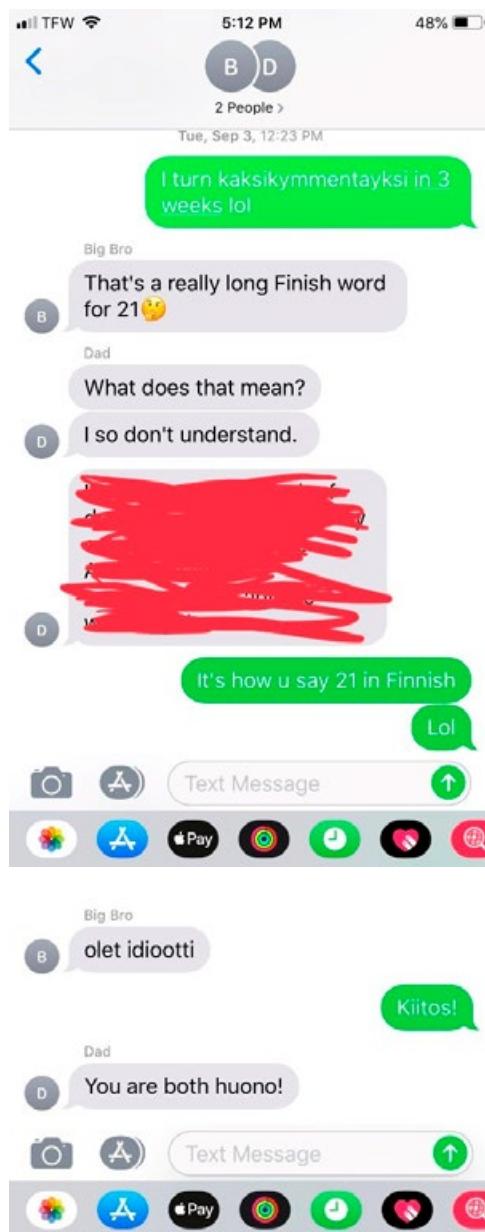 TFW 5:12 PM 48%
B D
2 People >
Tue, Sep 3, 12:23 PM
I turn kaksikymmentayksi in 3
weeks lol
Big Bro
That's a really long Finish word
for 21🤔
B
Dad
What does that mean?
I so don't understand.
D
D
It's how u say 21 in Finnish
Lol
Text Message
Pay
Big Bro
olet idiootti
B
Kiitos!
Dad
You are both huono!
D
Text Message
Pay